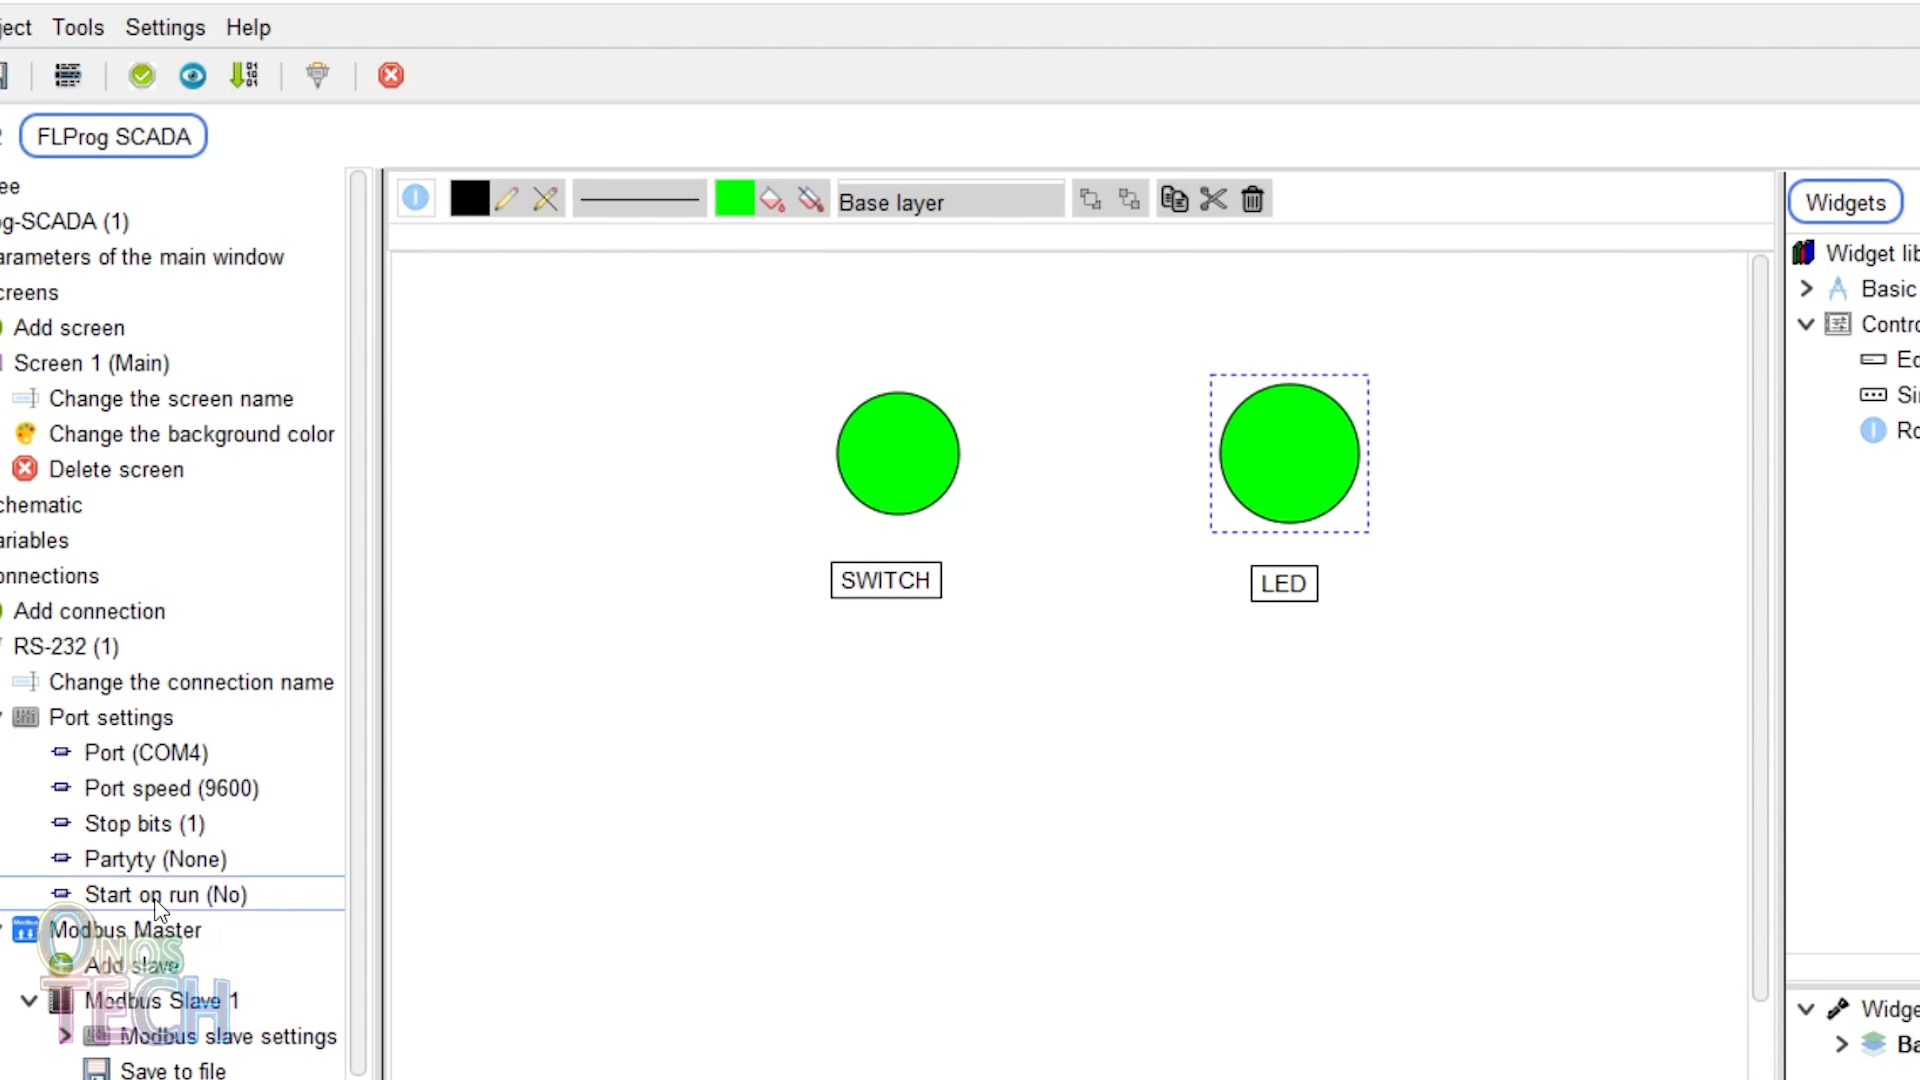 ject Tools Settings Help
FLProg SCADA
ee
g-SCADA (1)
arameters of the main window
creens
Add screen
Screen 1 (Main)
Change the screen name
Change the background color
Delete screen
chematic
ariables
onnections
Add connection
RS-232 (1)
Change the connection name
Port settings
Port (COM4)
Port speed (9600)
Stop bits (1)
Partyty (None)
Start on run (No)
Modbus Master
Add slave
Modbus Slave 1
Modbus slave settings
Save to file
ONOS
TECH
Base layer
SWITCH
LED
Widgets
Widget lib
Basic
Contro
Ed
Sir
Ro
Widge
Ba